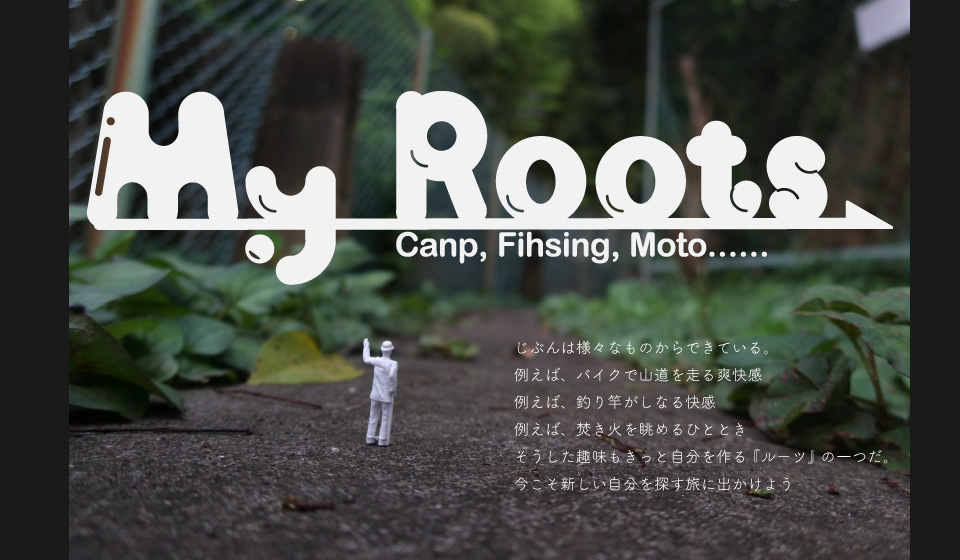 My Roots
Canp, Fihsing, Moto......
じぶんは様々なものからできている。
例えば、バイクで山道を走る爽快感
例えば、釣り竿がしなる快感
例えば、焚き火を眺めるひととき
そうした趣味もきっと自分を作る『ルーツ』の一つだ。
今こそ新しい自分を探す旅に出かけよう